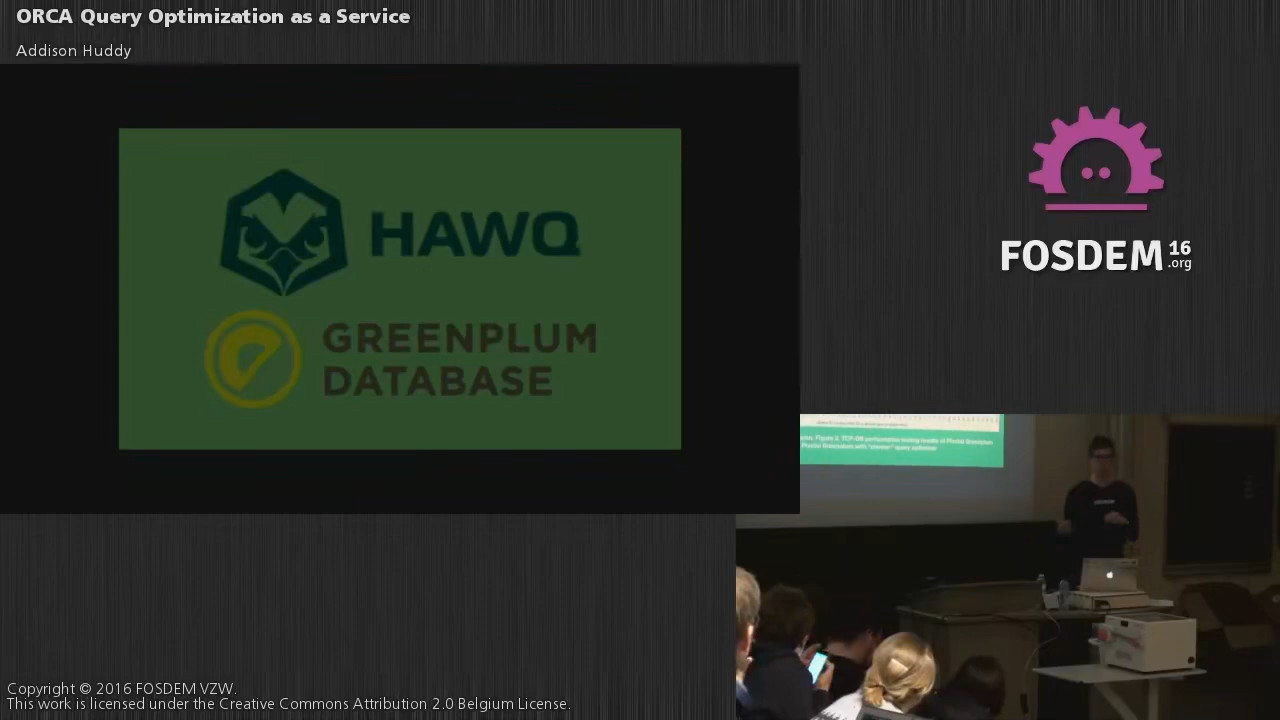 ORCA Query Optimization as a Service
Addison Huddy
HAWQ
GREENPLUM
DATABASE
FOSDEM 16
.org
Copyright © 2016 FOSDEM VZW.
This work is licensed under the Creative Commons Attribution 2.0 Belgium License.